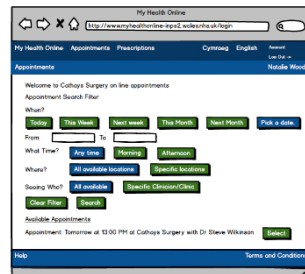 My Health Online
http://www.myhealthonline-inps2.wales.nhs.uk/login
My Health Online Appointments Prescriptions Cymraeg English Account
Log Out
Appointments Natalie Wood
Welcome to Cathays Surgery on line appointments
Appointment Search Filter
When?
Today This Week Next week This Month Next Month Pick a date.
From To
What Time? Any time Morning Afternoon
Where? All available locations Specific locations
Seeing Who? All available Specific Clinician/Clinic
Clear Filter Search
Available Appointments
Appointment: Tomorrow at 13:00 PM at Cathays Surgery with Dr Steve Wilkinson Select
Help Terms and Condition